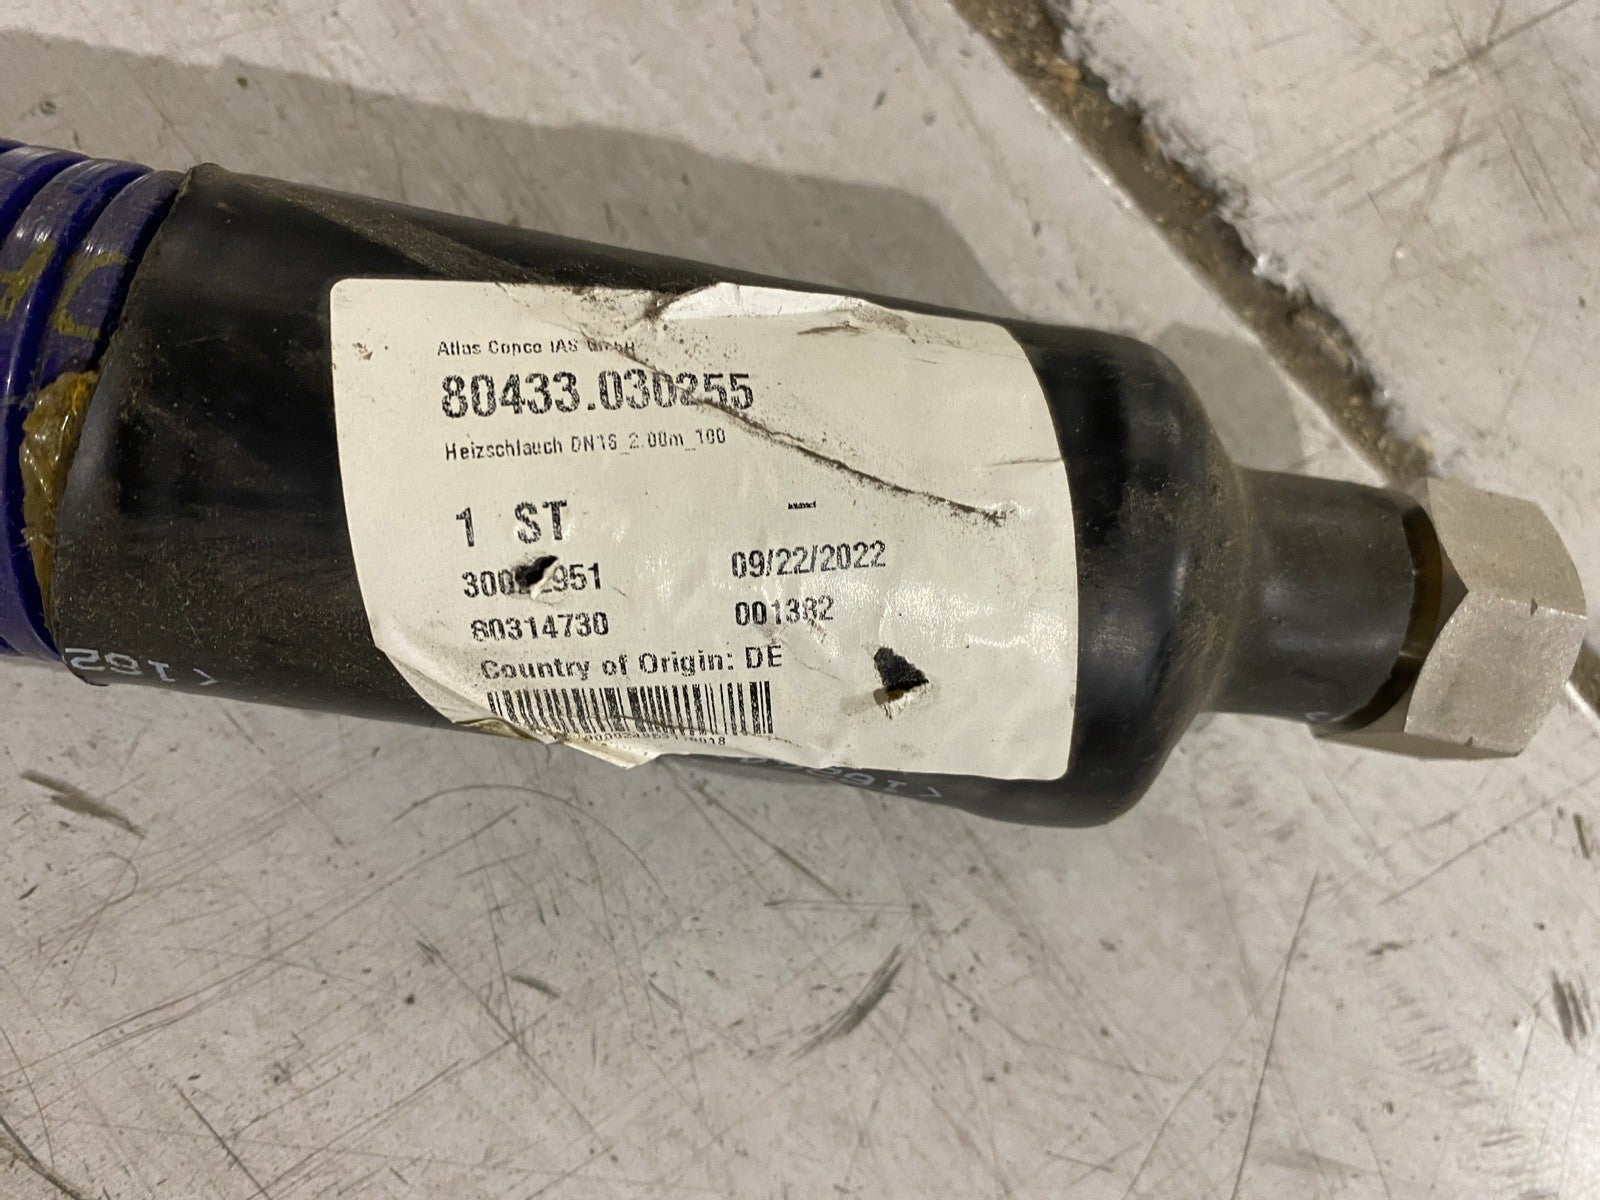 Atlas Copco IAS GmbH
80433.030255
Heizschlauch DN16_2.00m_100
1 ST
09/22/2022
80314730
001382
Country of Origin: DE